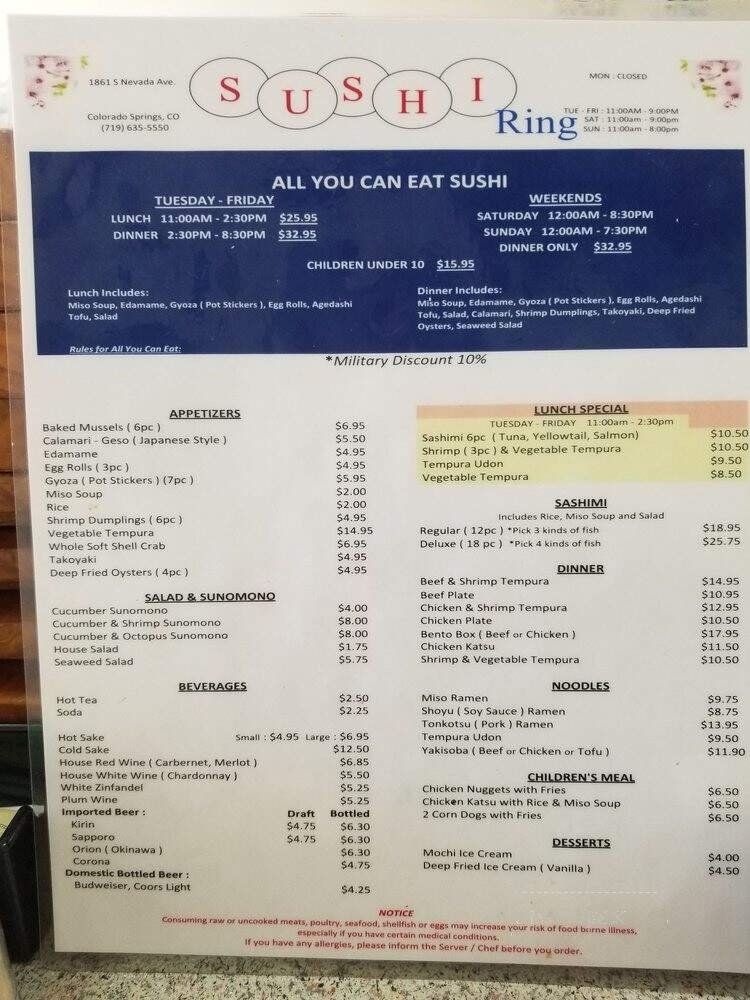 1861 S Nevada Ave.
Colorado Springs, CO
(719) 635-5550
SUSHI
Ring
MON : CLOSED
TUE - FRI : 11:00AM - 9:00PM
SAT : 11:00am - 9:00pm
SUN : 11:00am - 8:00pm
ALL YOU CAN EAT SUSHI
TUESDAY - FRIDAY
LUNCH 11:00AM - 2:30PM $25.95
DINNER 2:30PM - 8:30PM $32.95
WEEKENDS
SATURDAY 12:00AM - 8:30PM
SUNDAY 12:00AM - 7:30PM
DINNER ONLY $32.95
CHILDREN UNDER 10 $15.95
Lunch Includes:
Miso Soup, Edamame, Gyoza ( Pot Stickers ), Egg Rolls, Agedashi
Tofu, Salad
Dinner Includes:
Miso Soup, Edamame, Gyoza ( Pot Stickers ), Egg Rolls, Agedashi
Tofu, Salad, Calamari, Shrimp Dumplings, Takoyaki, Deep Fried
Oysters, Seaweed Salad
Rules for All You Can Eat:
*Military Discount 10%
APPETIZERS
Baked Mussels ( 6pc ) $6.95
Calamari - Geso ( Japanese Style ) $5.50
Edamame $4.95
Egg Rolls ( 3pc ) $4.95
Gyoza ( Pot Stickers ) (7pc ) $5.95
Miso Soup $2.00
Rice $2.00
Shrimp Dumplings ( 6pc ) $4.95
Vegetable Tempura $14.95
Whole Soft Shell Crab $6.95
Takoyaki $4.95
Deep Fried Oysters ( 4pc ) $4.95
SALAD & SUNOMONO
Cucumber Sunomono $4.00
Cucumber & Shrimp Sunomono $8.00
Cucumber & Octopus Sunomono $8.00
House Salad $1.75
Seaweed Salad $5.75
BEVERAGES
Hot Tea $2.50
Soda $2.25
Hot Sake Small : $4.95 Large : $6.95
Cold Sake $12.50
House Red Wine ( Carbernet, Merlot ) $6.85
House White Wine ( Chardonnay ) $5.50
White Zinfandel $5.25
Plum Wine $5.25
Imported Beer : Draft Bottled
Kirin $4.75 $6.30
Sapporo $4.75 $6.30
Orion ( Okinawa ) $6.30
Corona $4.75
Domestic Bottled Beer :
Budweiser, Coors Light $4.25
LUNCH SPECIAL
TUESDAY - FRIDAY 11:00am - 2:30pm
Sashimi 6pc ( Tuna, Yellowtail, Salmon) $10.50
Shrimp ( 3pc ) & Vegetable Tempura $10.50
Tempura Udon $9.50
Vegetable Tempura $8.50
SASHIMI
Includes Rice, Miso Soup and Salad
Regular ( 12pc ) *Pick 3 kinds of fish $18.95
Deluxe ( 18 pc ) *Pick 4 kinds of fish $25.75
DINNER
Beef & Shrimp Tempura $14.95
Beef Plate $10.95
Chicken & Shrimp Tempura $12.95
Chicken Plate $10.50
Bento Box ( Beef or Chicken ) $17.95
Chicken Katsu $11.50
Shrimp & Vegetable Tempura $10.50
NOODLES
Miso Ramen $9.75
Shoyu ( Soy Sauce ) Ramen $8.75
Tonkotsu ( Pork ) Ramen $13.95
Tempura Udon $9.50
Yakisoba ( Beef or Chicken or Tofu ) $11.90
CHILDREN'S MEAL
Chicken Nuggets with Fries $6.50
Chicken Katsu with Rice & Miso Soup $6.50
2 Corn Dogs with Fries $6.50
DESSERTS
Mochi Ice Cream $4.00
Deep Fried Ice Cream ( Vanilla ) $4.50
NOTICE
Consuming raw or uncooked meats, poultry, seafood, shellfish or eggs may increase your risk of food borne illness,
especially if you have certain medical conditions.
If you have any allergies, please inform the Server / Chef before you order.